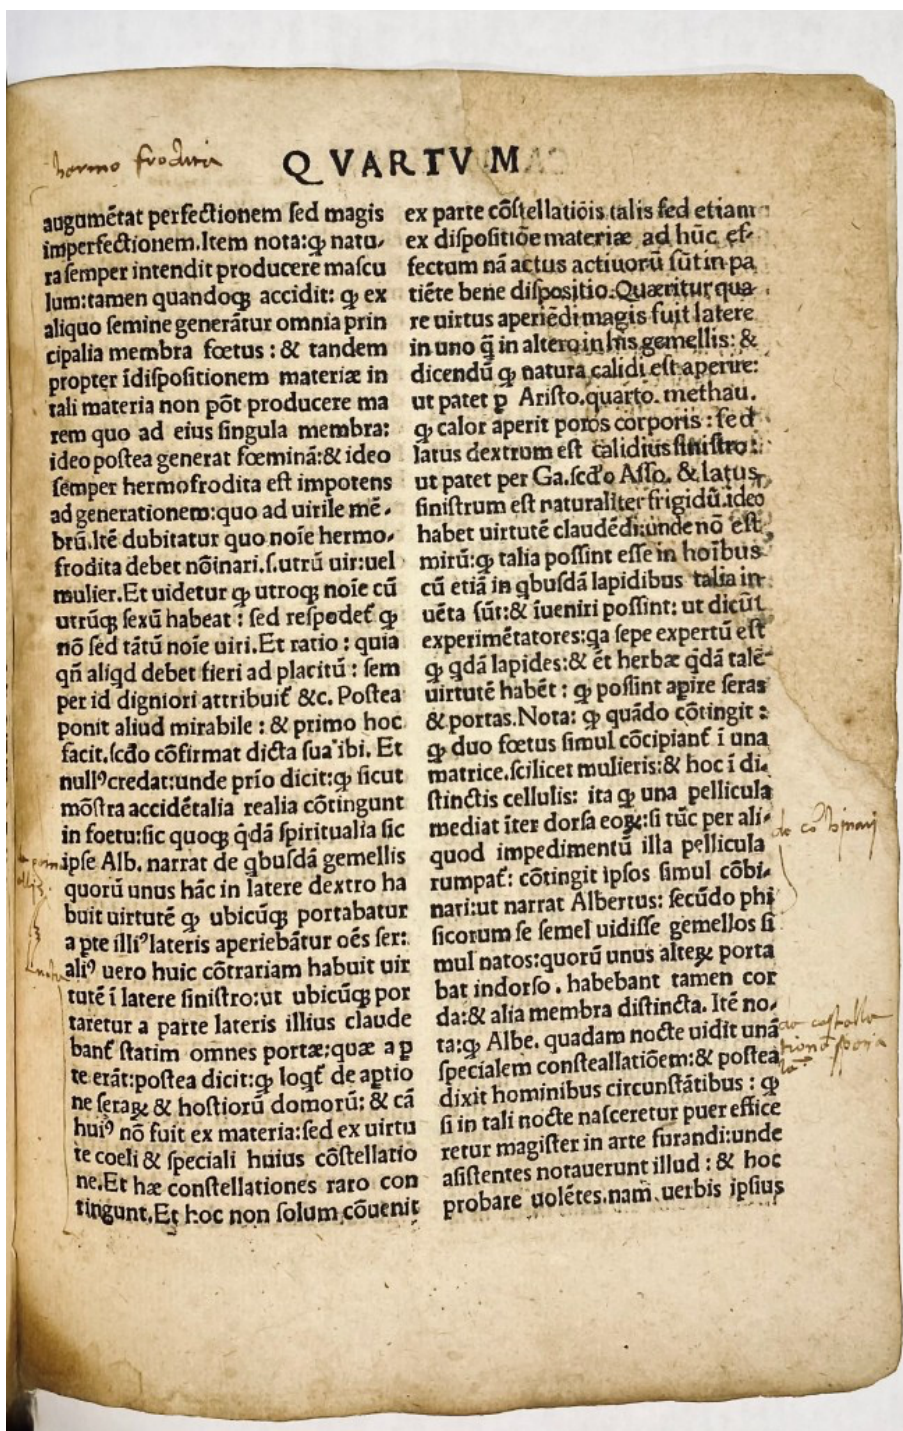 hermo frodita
QVARTVM
augumētat perfectionem ſed magis
imperfectionem.Item nota:ꝙ natu-
ra ſemper intendit producere maſcu
lum:tamen quandoqꝫ accidit: ꝙ ex
aliquo ſemine generātur omnia prin
cipalia membra fœtus : & tandem
propter īdiſpoſitionem materiæ in
tali materia non pōt producere ma
rem quo ad eius ſingula membra:
ideo poſtea generat fœminā:& ideo
ſemper hermofrodita eſt impotens
ad generationem:quo ad uirile mē-
brū.Itē dubitatur quo noīe hermo-
frodita debet nōinari.ſ.utrū uir:uel
mulier.Et uidetur ꝙ utroqꝫ noīe cū
utrūqꝫ ſexū habeat : ſed reſpōdet̄ ꝙ
nō ſed tātū noīe uiri.Et ratio : quia
qñ aliqd debet fieri ad placitū : ſem
per id digniori attribuit̄ &c. Poſtea
ponit aliud mirabile : & primo hoc
facit.ſcd̄o cōfirmat dicta ſua ibi. Et
nullꝰ credat:unde prīo dicit:ꝙ ſicut
mōſtra accidētalia realia cōtingunt
in foetu:ſic quoqꝫ q̄dā ſpiritualia ſic
ipſe Alb. narrat de qbuſdā gemellis
quorū unus hāc in latere dextro ha
buit uirtutē ꝙ ubicūqꝫ portabatur
a pte illiꝰ lateris aperiebātur oēs ſer:
aliꝰ uero huic cōtrariam habuit uir
tutē ī latere ſiniſtro:ut ubicūqꝫ por
taretur a parte lateris illius claude
bant̄ ſtatim omnes portæ:quæ a ꝑ
te erāt:poſtea dicit:ꝙ loqt̄ de aptio
ne ſeraꝝ & hoſtiorū domorū: & cā
huiꝰ nō fuit ex materia:ſed ex uirtu
te coeli & ſpeciali huius cōſtellatio
ne.Et hæ conſtellationes raro con
tingunt.Et hoc non ſolum cōuenit
ex parte cōſtellatiōis talis ſed etiam
ex diſpoſitiōe materiæ ad hūc ef-
fectum nā actus actiuorū ſūt in pa
tiēte bene diſpoſitio.Quæritur qua
re uirtus aperiēdi magis fuit latere
in uno q̄ in altero in his gemellis: &
dicendū ꝙ natura calidi eſt aperire:
ut patet ꝑ Ariſto.quarto. methau.
ꝙ calor aperit poros corporis : ſed
latus dextrum eſt calidius ſiniſtro:
ut patet per Ga.ſcd̄o Aſſo. & latus
ſiniſtrum eſt naturaliter frigidū.ideo
habet uirtutē claudēdi:unde nō eſt
mirū:ꝙ talia poſſint eſſe in hoībus
cū etiā in qbuſdā lapidibus talia in-
uēta ſūt:& īueniri poſſint: ut dicūt
experimētatores:qa ſepe expertū eſt
ꝙ qdā lapides:& ēt herbæ q̄dā talē
uirtutē habēt : ꝙ poſſint apire ſeras
& portas.Nota: ꝙ quādo cōtingit :
ꝙ duo fœtus ſimul cōcipiant̄ ī una
matrice.ſcilicet mulieris:& hoc ī di-
ſtinctis cellulis: ita ꝙ una pellicula
mediat īter dorſa eoꝝ:ſi tūc per ali-
quod impedimentū illa pellicula
rumpat̄: cōtingit ipſos ſimul cōbi-
nari:ut narrat Albertus: ſecūdo phi
ſicorum ſe ſemel uidiſſe gemellos ſi
mul natos:quorū unus alteꝝ porta
bat indorſo . habebant tamen cor
da:& alia membra diſtincta. Itē no-
ta:ꝙ Albe. quadam nocte uidit unā
ſpecialem conſteallatiōem:& poſtea
dixit hominibus circunſtātibus : ꝙ
ſi in tali nocte naſceretur puer effice
retur magiſter in arte furandi:unde
aſiſtentes notauerunt illud : & hoc
probare uolētes.nam uerbis ipſius